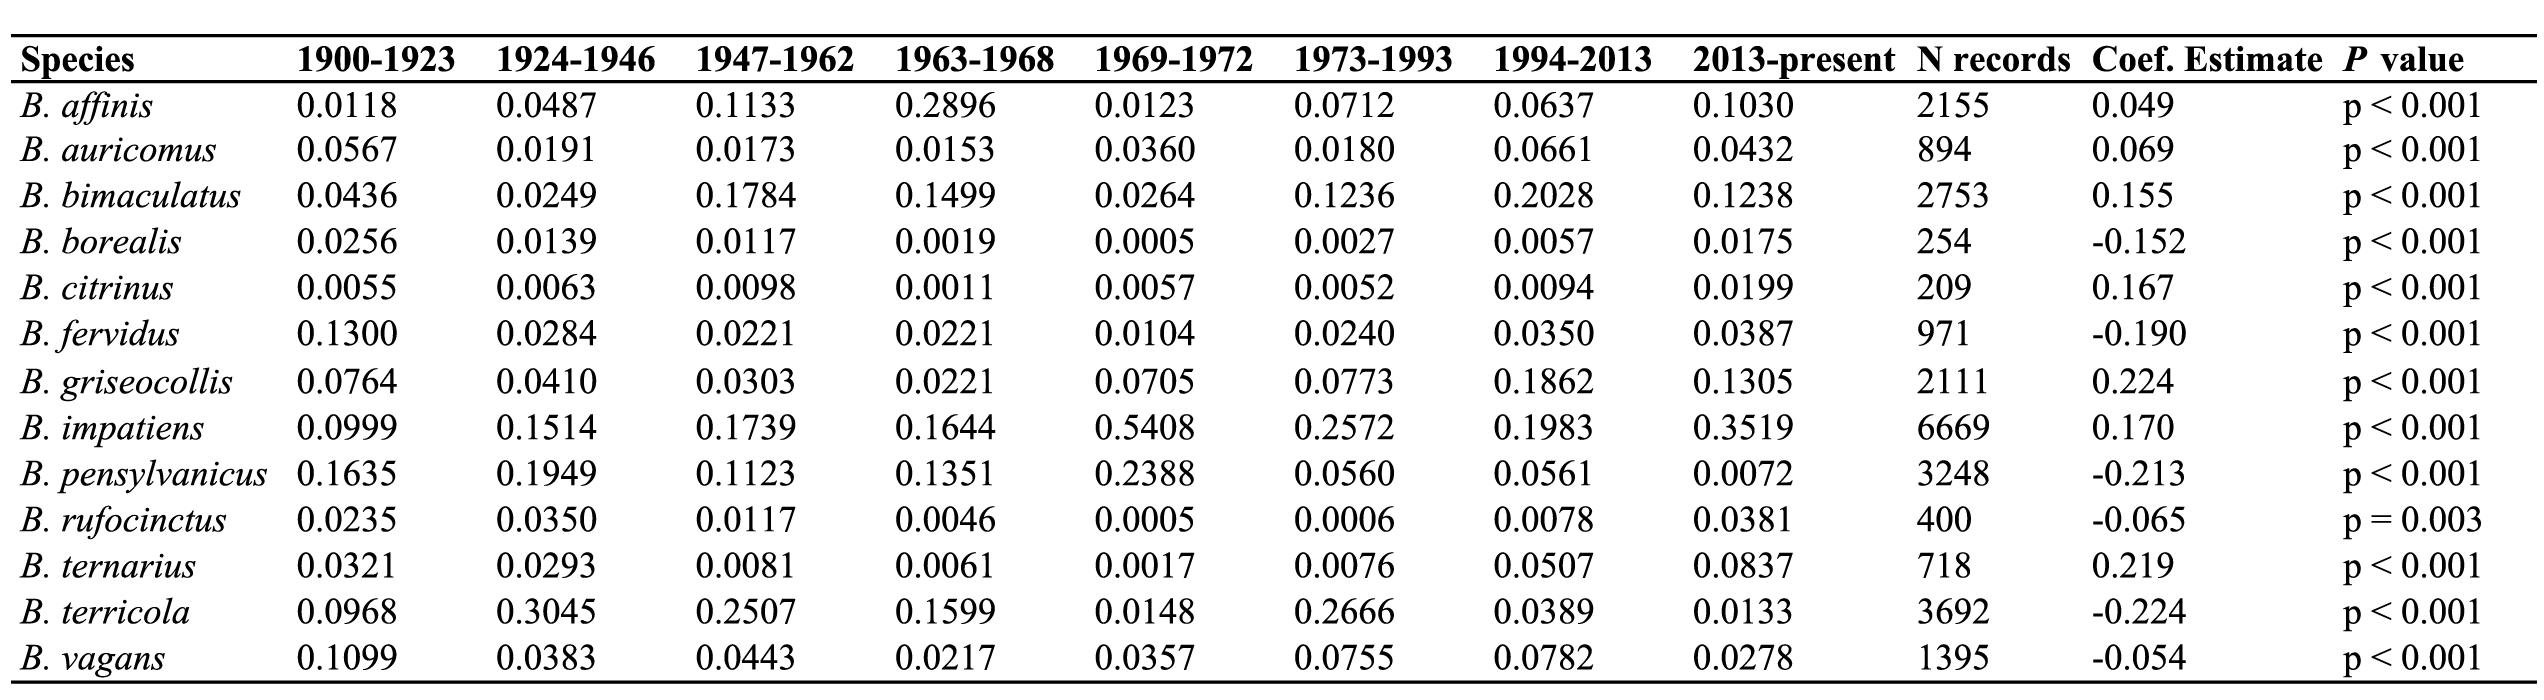 Species 1900-1923 1924-1946 1947-1962 1963-1968 1969-1972 1973-1993 1994-2013 2013-present N records Coef. Estimate P value
B. affinis 0.0118 0.0487 0.1133 0.2896 0.0123 0.0712 0.0637 0.1030 2155 0.049 p < 0.001
B. auricomus 0.0567 0.0191 0.0173 0.0153 0.0360 0.0180 0.0661 0.0432 894 0.069 p < 0.001
B. bimaculatus 0.0436 0.0249 0.1784 0.1499 0.0264 0.1236 0.2028 0.1238 2753 0.155 p < 0.001
B. borealis 0.0256 0.0139 0.0117 0.0019 0.0005 0.0027 0.0057 0.0175 254 -0.152 p < 0.001
B. citrinus 0.0055 0.0063 0.0098 0.0011 0.0057 0.0052 0.0094 0.0199 209 0.167 p < 0.001
B. fervidus 0.1300 0.0284 0.0221 0.0221 0.0104 0.0240 0.0350 0.0387 971 -0.190 p < 0.001
B. griseocollis 0.0764 0.0410 0.0303 0.0221 0.0705 0.0773 0.1862 0.1305 2111 0.224 p < 0.001
B. impatiens 0.0999 0.1514 0.1739 0.1644 0.5408 0.2572 0.1983 0.3519 6669 0.170 p < 0.001
B. pensylvanicus 0.1635 0.1949 0.1123 0.1351 0.2388 0.0560 0.0561 0.0072 3248 -0.213 p < 0.001
B. rufocinctus 0.0235 0.0350 0.0117 0.0046 0.0005 0.0006 0.0078 0.0381 400 -0.065 p = 0.003
B. ternarius 0.0321 0.0293 0.0081 0.0061 0.0017 0.0076 0.0507 0.0837 718 0.219 p < 0.001
B. terricola 0.0968 0.3045 0.2507 0.1599 0.0148 0.2666 0.0389 0.0133 3692 -0.224 p < 0.001
B. vagans 0.1099 0.0383 0.0443 0.0217 0.0357 0.0755 0.0782 0.0278 1395 -0.054 p < 0.001